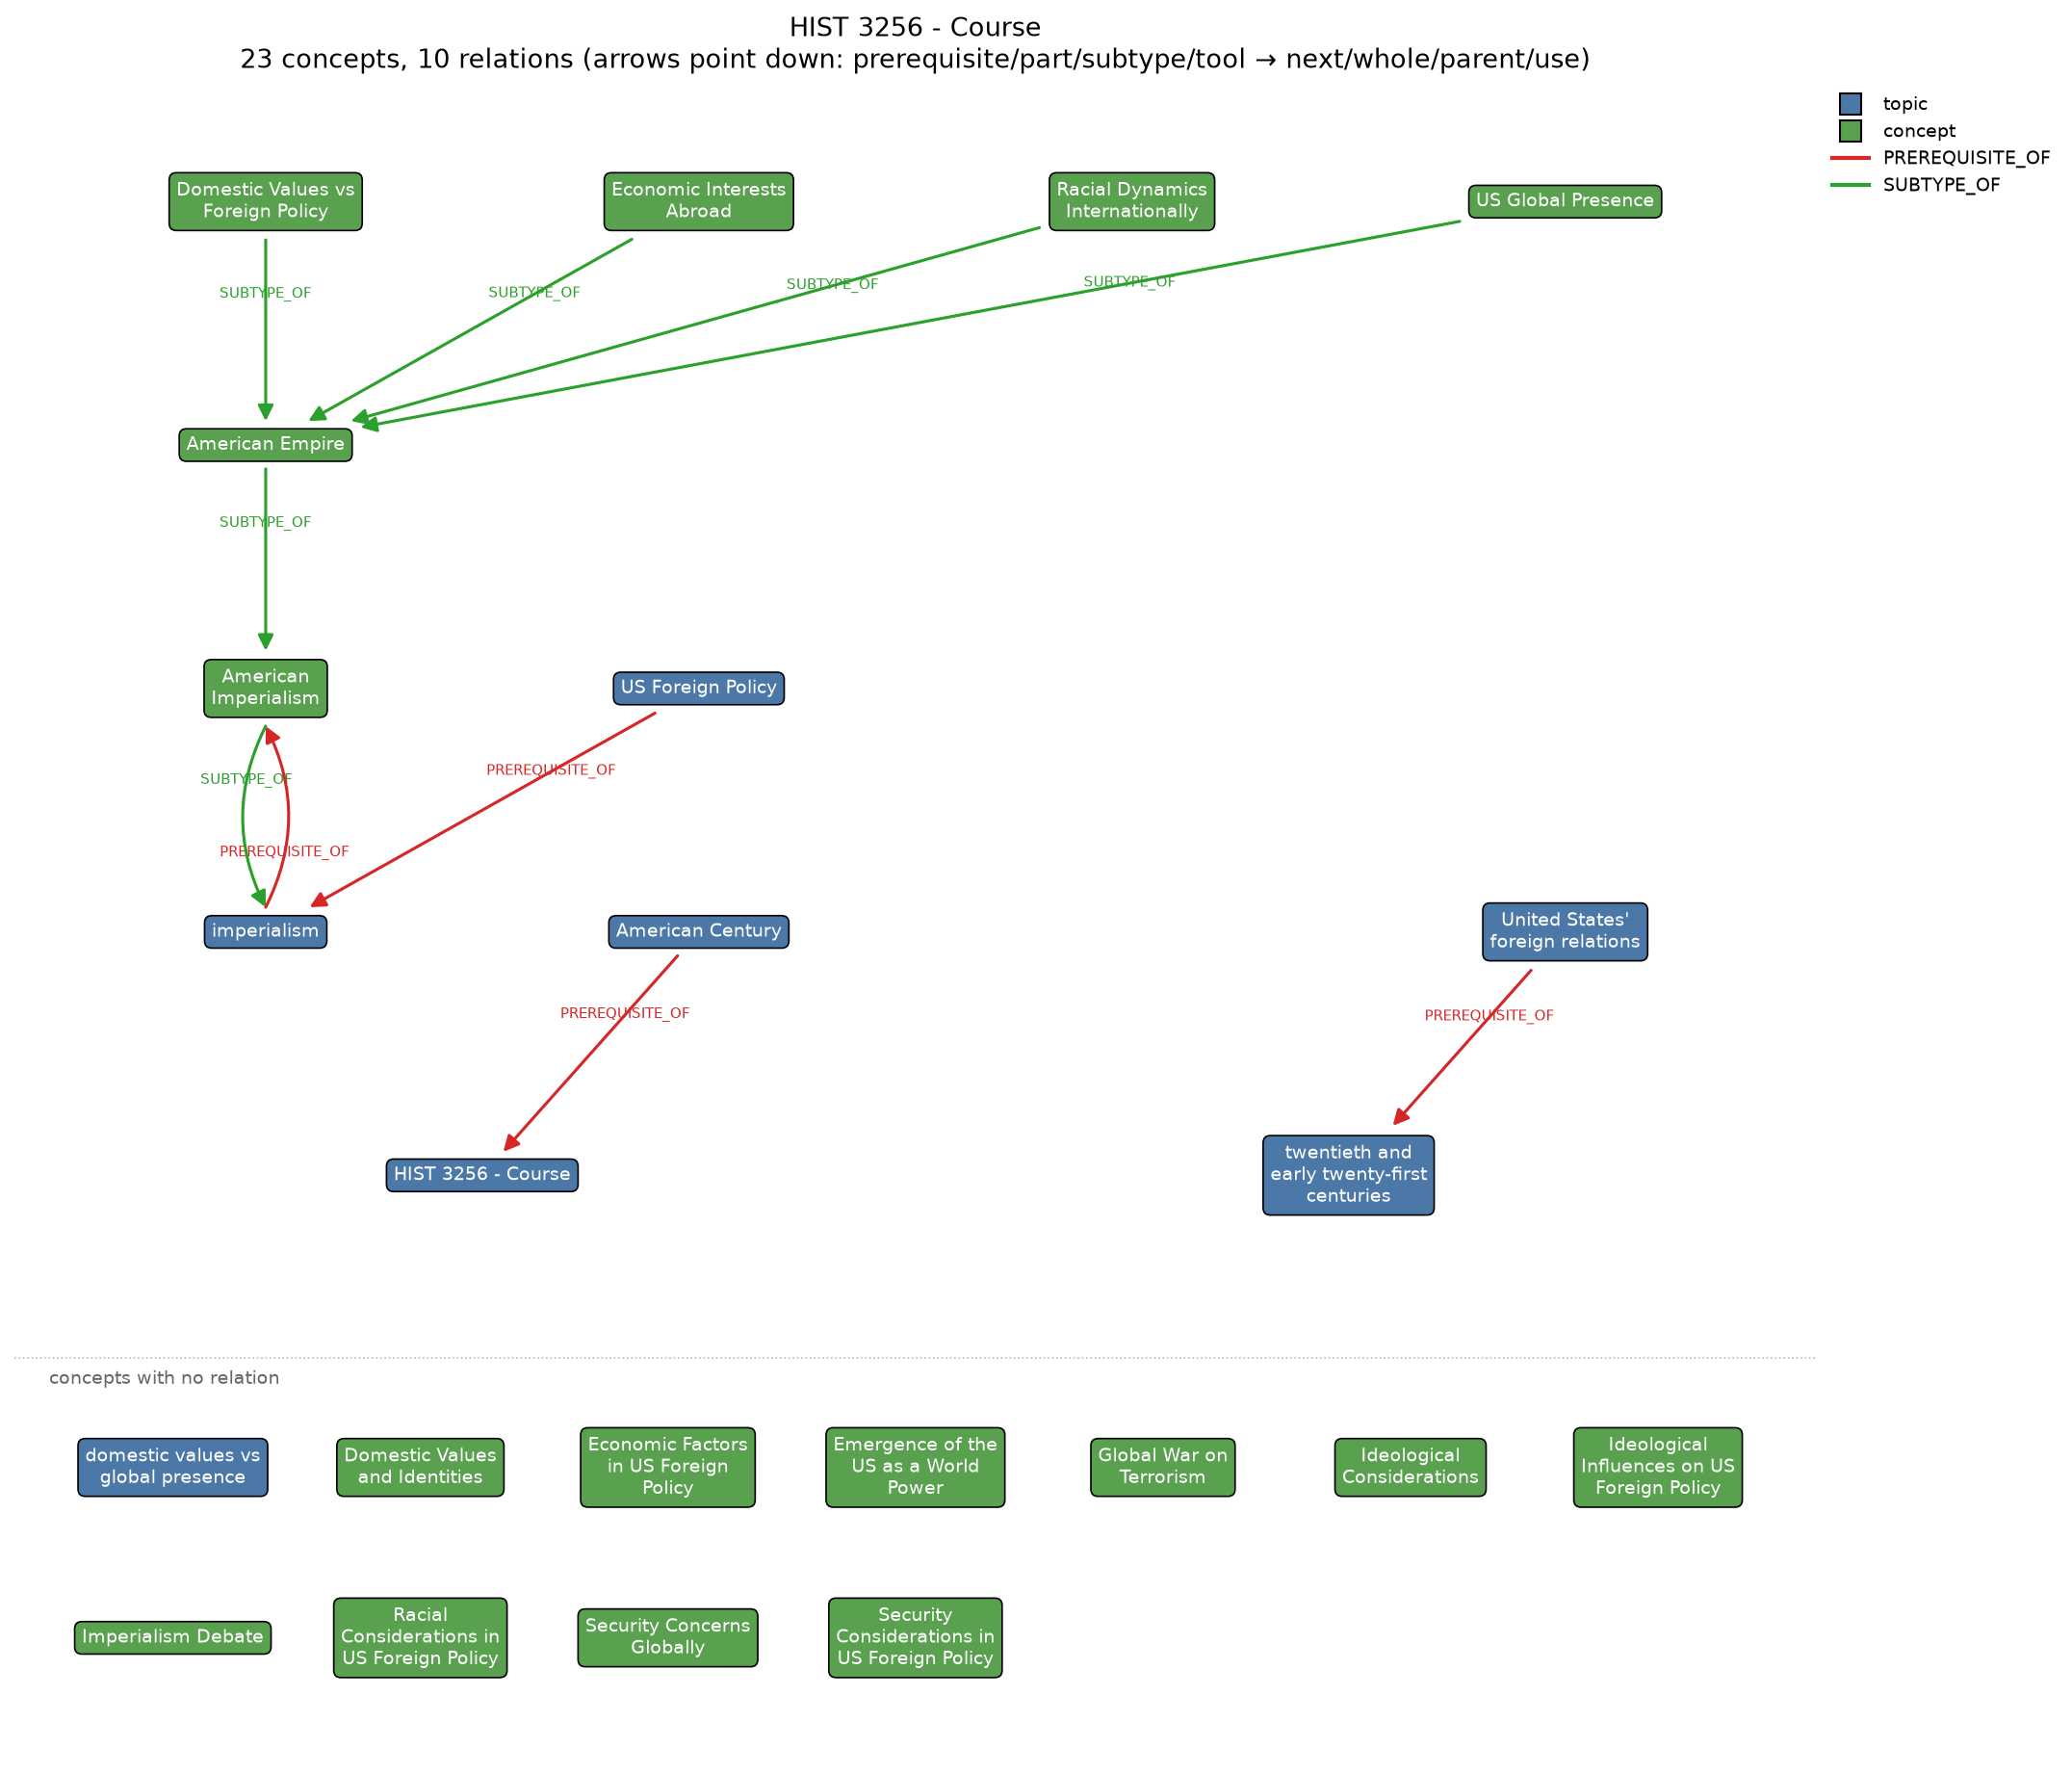 HIST 3256 - Course
23 concepts, 10 relations (arrows point down: prerequisite/part/subtype/tool → next/whole/parent/use)
topic
concept
PREREQUISITE_OF
SUBTYPE_OF
Domestic Values vs
Foreign Policy
Economic Interests
Abroad
Racial Dynamics
Internationally
US Global Presence
SUBTYPE_OF
SUBTYPE_OF
SUBTYPE_OF
SUBTYPE_OF
American Empire
SUBTYPE_OF
American
Imperialism
US Foreign Policy
SUBTYPE_OF
PREREQUISITE_OF
PREREQUISITE_OF
imperialism
American Century
United States'
foreign relations
PREREQUISITE_OF
PREREQUISITE_OF
HIST 3256 - Course
twentieth and
early twenty-first
centuries
concepts with no relation
domestic values vs
global presence
Domestic Values
and Identities
Economic Factors
in US Foreign
Policy
Emergence of the
US as a World
Power
Global War on
Terrorism
Ideological
Considerations
Ideological
Influences on US
Foreign Policy
Imperialism Debate
Racial
Considerations in
US Foreign Policy
Security Concerns
Globally
Security
Considerations in
US Foreign Policy